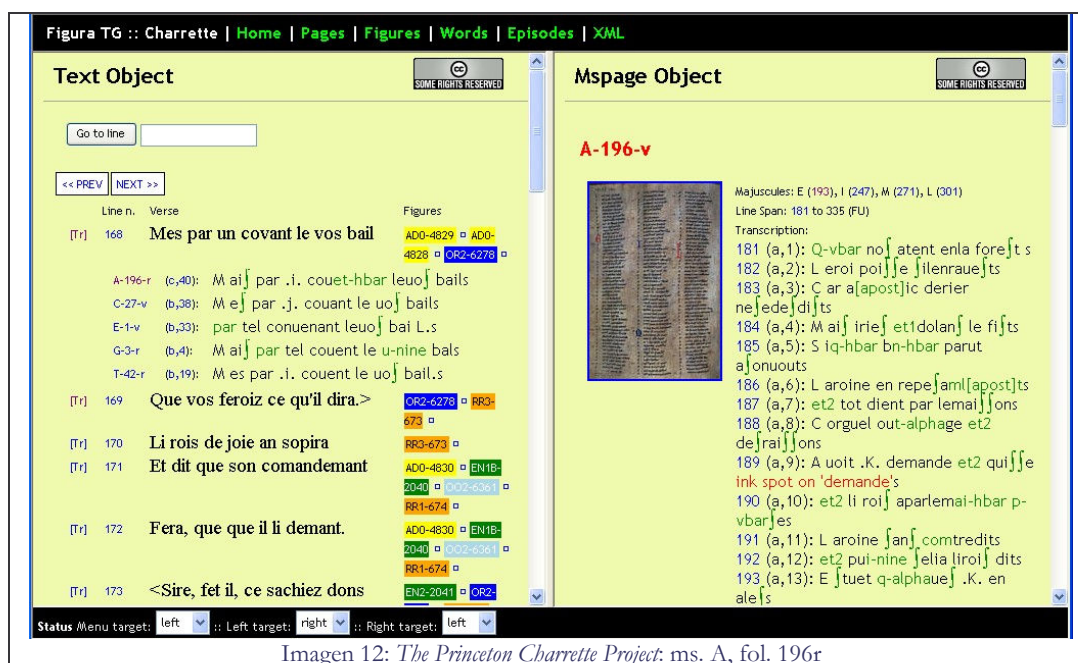 Figura TG :: Charrette | Home | Pages | Figures | Words | Episodes | XML
Text Object
cc
SOME RIGHTS RESERVED
Go to line
<< PREV NEXT >>
Line n. Verse Figures
[Tr] 168 Mes par un covant le vos bail AD0-4829 ¤ AD0-
4828 ¤ OR2-6278 ¤
A-196-r (c,40): M aiʃ par .i. couet-hbar leuoʃ bails
C-27-v (b,38): M eʃ par .j. couant le uoʃ bails
E-1-v (b,33): par tel conuenant leuoʃ bai L.s
G-3-r (b,4): M aiʃ par tel couent le u-nine bals
T-42-r (b,19): M es par .i. couent le uoʃ bail.s
[Tr] 169 Que vos feroiz ce qu'il dira.> OR2-6278 ¤ RR3-
673 ¤
[Tr] 170 Li rois de joie an sopira RR3-673 ¤
[Tr] 171 Et dit que son comandemant AD0-4830 ¤ EN1B-
2040 ¤ OO2-6361 ¤
RR1-674 ¤
[Tr] 172 Fera, que que il li demant. AD0-4830 ¤ EN1B-
2040 ¤ OO2-6361 ¤
RR1-674 ¤
[Tr] 173 <Sire, fet il, ce sachiez dons EN2-2041 ¤ OR2-
Mspage Object
cc
SOME RIGHTS RESERVED
A-196-v
Majuscules: E (193), I (247), M (271), L (301)
Line Span: 181 to 335 (FU)
Transcription:
181 (a,1): Q-vbar noʃ atent enla foreʃt s
182 (a,2): L eroi poiʃʃe ʃilenraueʃts
183 (a,3): C ar a[apost]ic derier
neʃedeʃdiʃts
184 (a,4): M aiʃ irieʃ et1dolanʃ le fiʃts
185 (a,5): S iq-hbar bn-hbar parut
aʃonuouts
186 (a,6): L aroine en repeʃaml[apost]ts
187 (a,7): et2 tot dient par lemaiʃʃons
188 (a,8): C orguel out-alphage et2
deʃraiʃʃons
189 (a,9): A uoit .K. demande et2 quiʃʃe
ink spot on 'demande's
190 (a,10): et2 li roiʃ aparlemai-hbar p-
vbarʃes
191 (a,11): L aroine ʃanʃ comtredits
192 (a,12): et2 pui-nine ʃelia liroiʃ dits
193 (a,13): E ʃtuet q-alphaueʃ .K. en
aleʃs
Status Menu target: left :: Left target: right :: Right target: left
Imagen 12: The Princeton Charrette Project: ms. A, fol. 196r